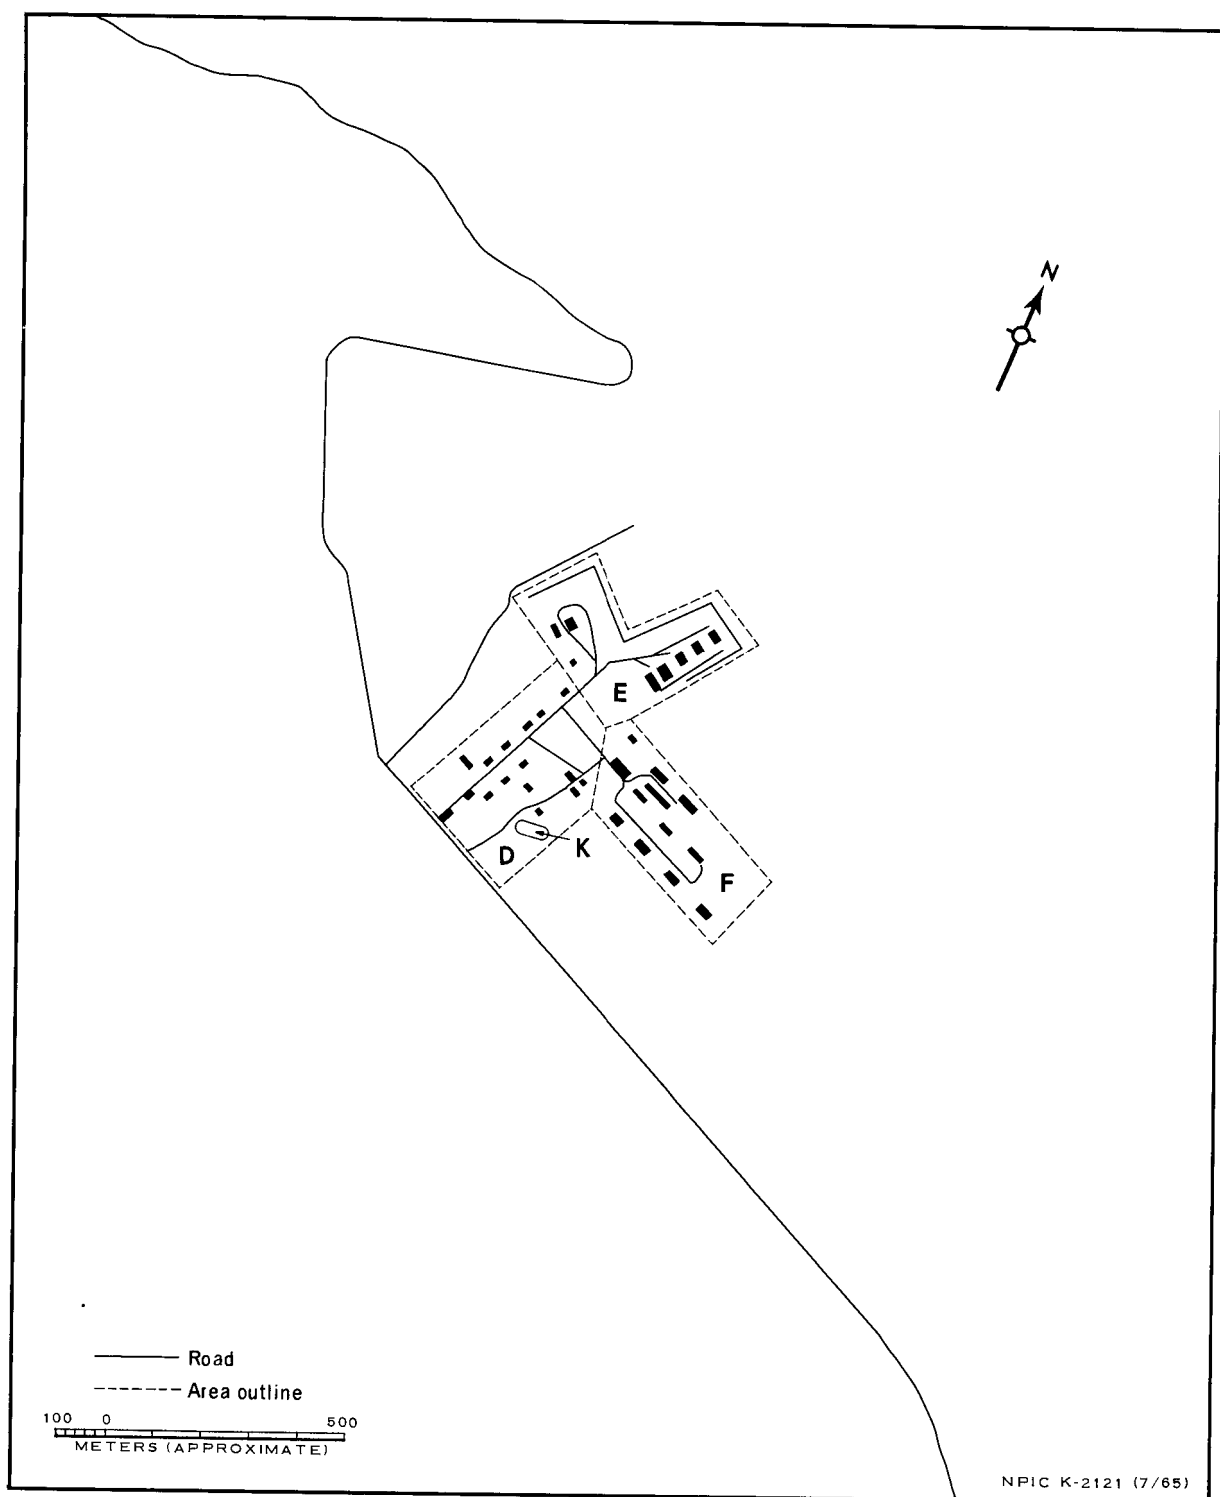 N
E
D
K
F
Road
Area outline
100 0 500
METERS (APPROXIMATE)
NPIC K-2121 (7/65)